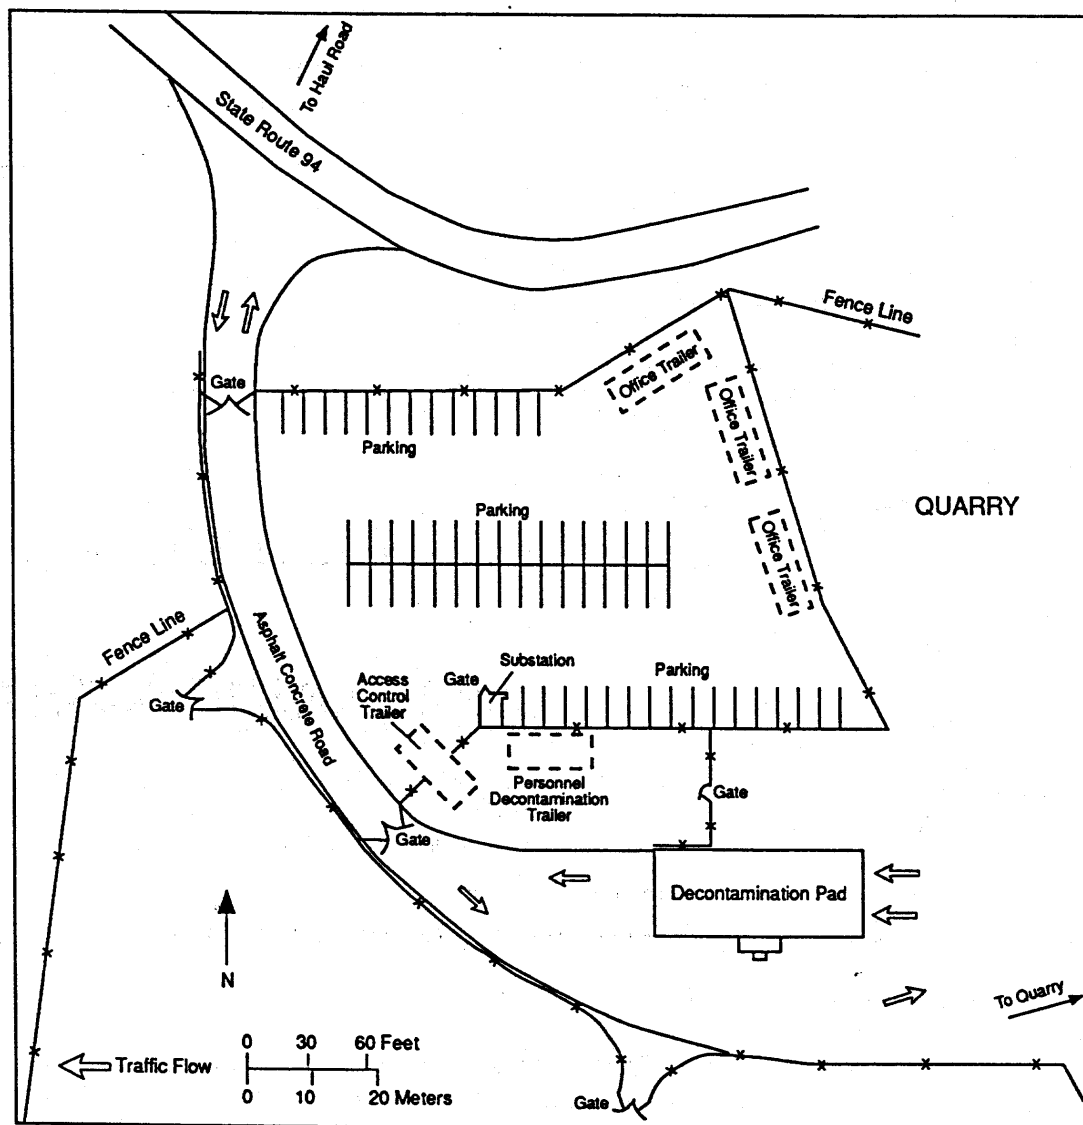 To Haul Road
State Route 94
Fence Line
Office Trailer
Gate
Office Trailer
Parking
QUARRY
Parking
Office Trailer
Fence Line
Asphalt Concrete Road
Substation
Parking
Gate
Access
Control
Trailer
Gate
Personnel
Decontamination
Trailer
Gate
Gate
Decontamination Pad
N
To Quarry
0 30 60 Feet
Traffic Flow
0 10 20 Meters
Gate